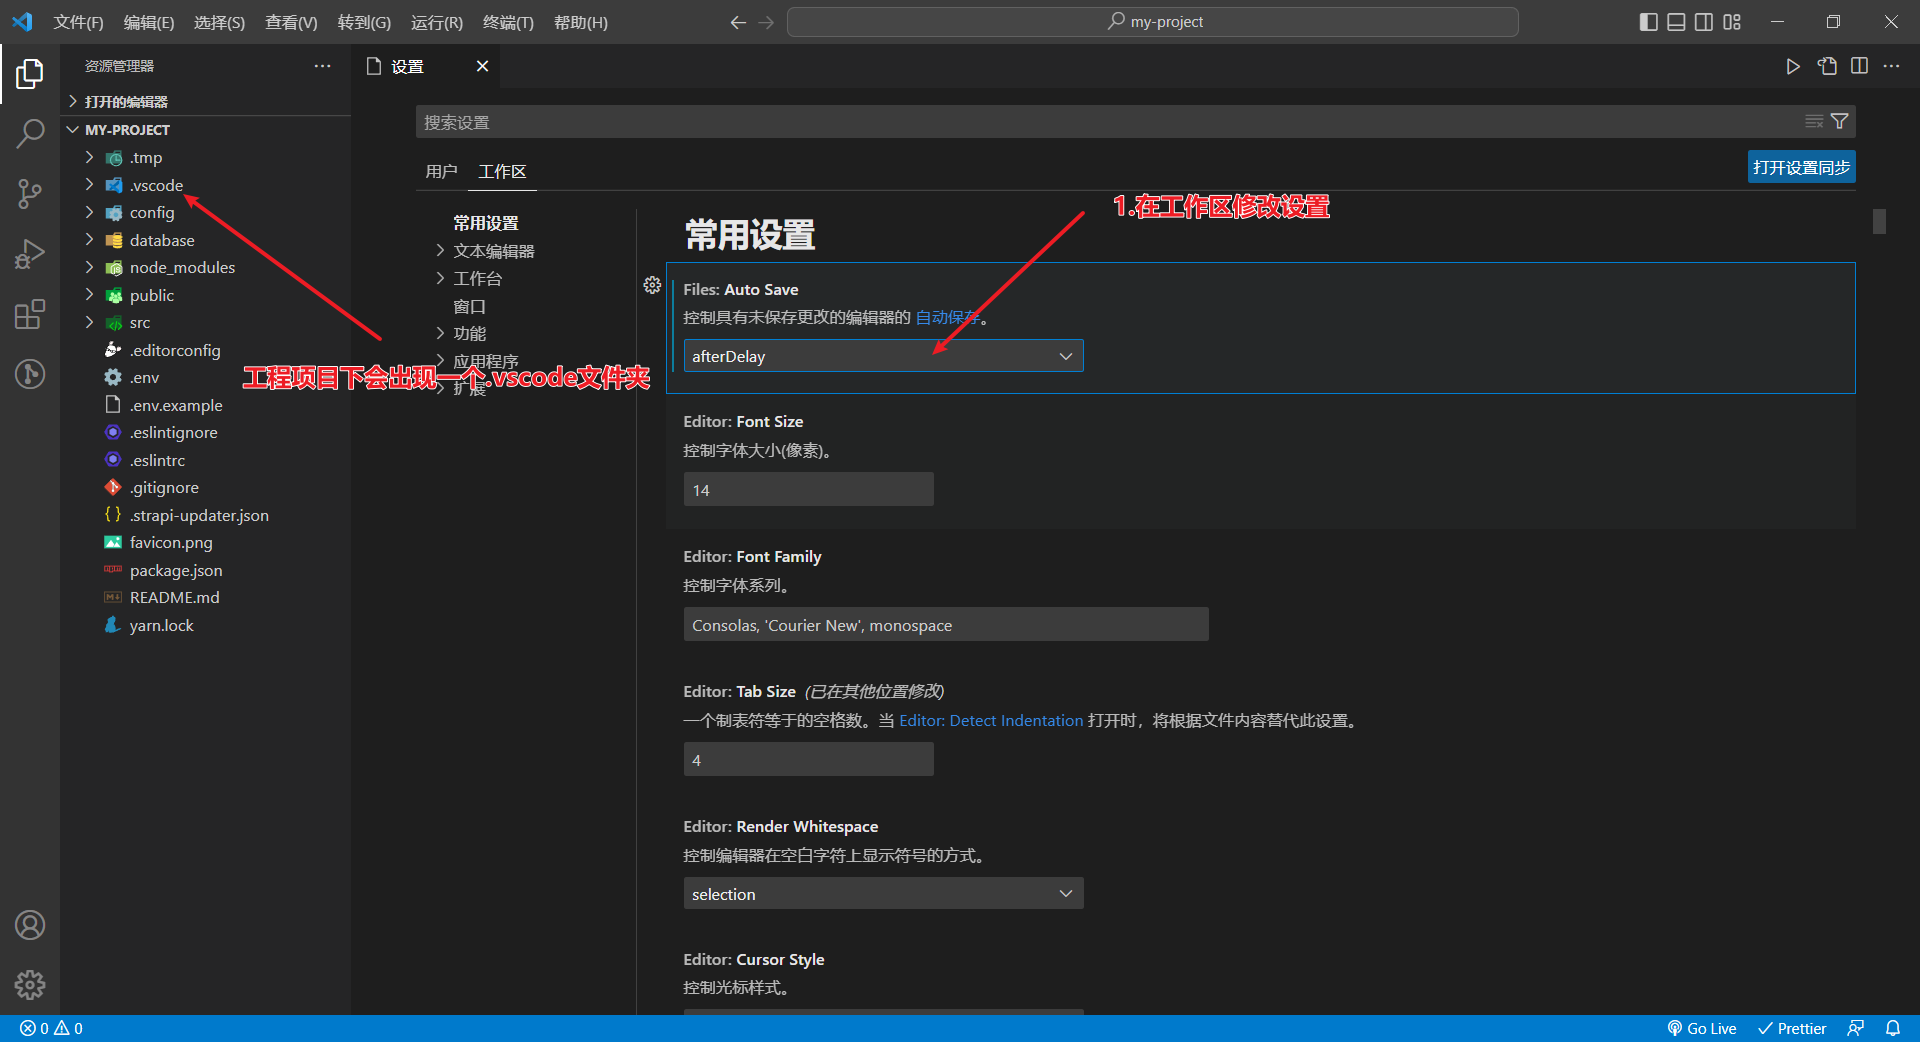 文件(F) 编辑(E) 选择(S) 查看(V) 转到(G) 运行(R) 终端(T) 帮助(H) my-project
资源管理器
设置
打开的编辑器
MY-PROJECT
.tmp
.vscode
config
database
node_modules
public
src
.editorconfig
.env
.env.example
.eslintignore
.eslintrc
.gitignore
.strapi-updater.json
favicon.png
package.json
README.md
yarn.lock
搜索设置
用户 工作区
打开设置同步
常用设置
文本编辑器
工作台
窗口
功能
应用程序
扩展
1.在工作区修改设置
工程项目下会出现一个.vscode文件夹
常用设置
Files: Auto Save
控制具有未保存更改的编辑器的 自动保存。
afterDelay
Editor: Font Size
控制字体大小(像素)。
14
Editor: Font Family
控制字体系列。
Consolas, 'Courier New', monospace
Editor: Tab Size (已在其他位置修改)
一个制表符等于的空格数。当 Editor: Detect Indentation 打开时，将根据文件内容替代此设置。
4
Editor: Render Whitespace
控制编辑器在空白字符上显示符号的方式。
selection
Editor: Cursor Style
控制光标样式。
0 0
Go Live Prettier